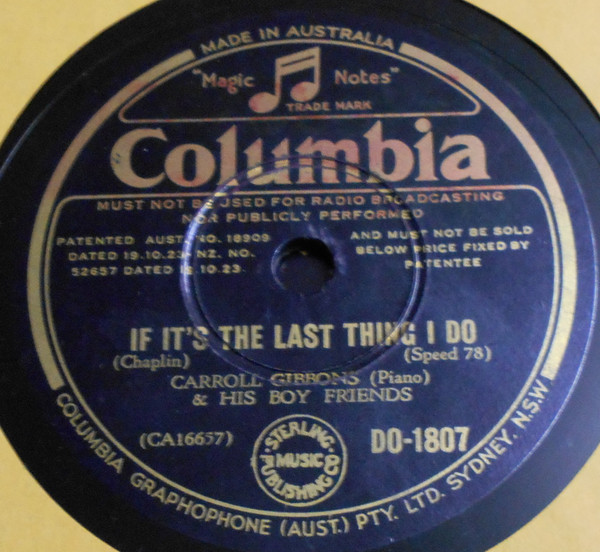 MADE IN AUSTRALIA
"Magic Notes"
TRADE MARK
Columbia
MUST NOT BE USED FOR RADIO BROADCASTING
NOR PUBLICLY PERFORMED
PATENTED AUST. NO. 18909
DATED 19.10.23 NZ. NO.
52657 DATED 10.23.
AND MUST NOT BE SOLD
BELOW PRICE FIXED BY
PATENTEE
IF IT'S THE LAST THING I DO
(Chaplin) (Speed 78)
CARROLL GIBBONS (Piano)
& HIS BOY FRIENDS
(CA16657)
STERLING
MUSIC
PUBLISHING CO
DO-1807
COLUMBIA GRAPHOPHONE (AUST.) PTY. LTD. SYDNEY. N.S.W